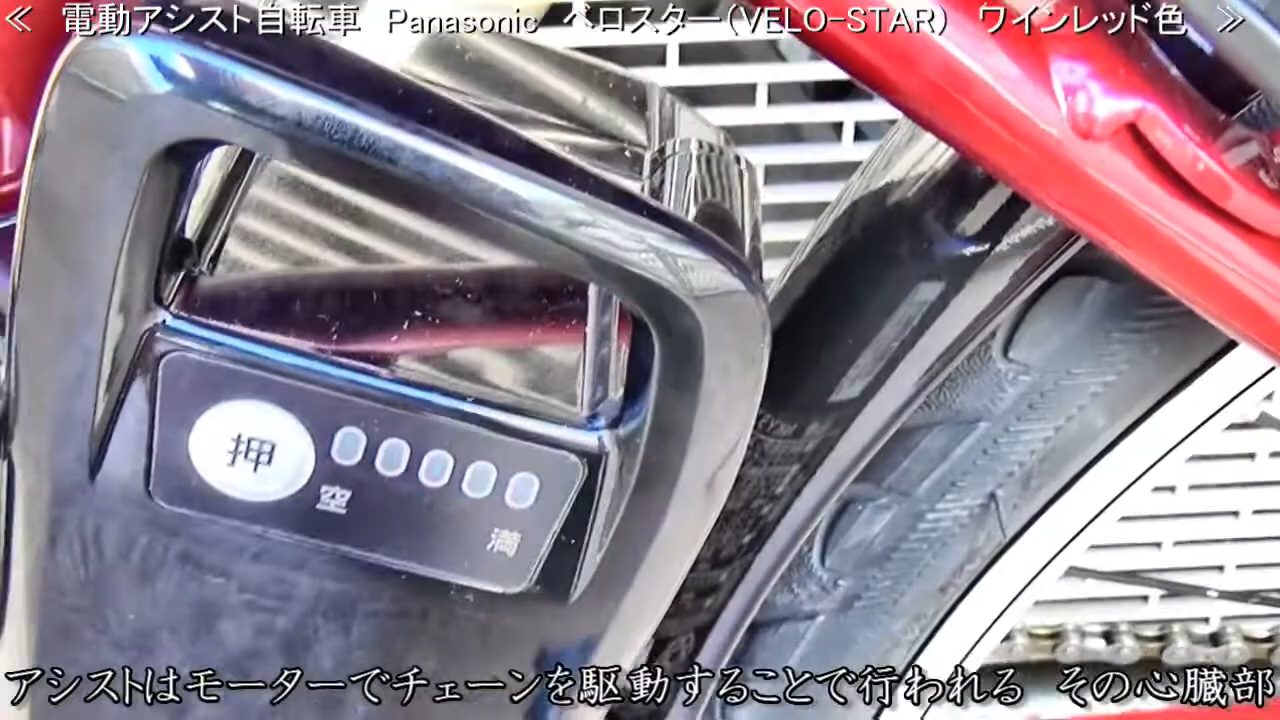 ≪ 電動アシスト自転車 Panasonic ベロスター(VELO-STAR) ワインレッド色 ≫
押
空
満
アシストはモーターでチェーンを駆動することで行われる その心臓部